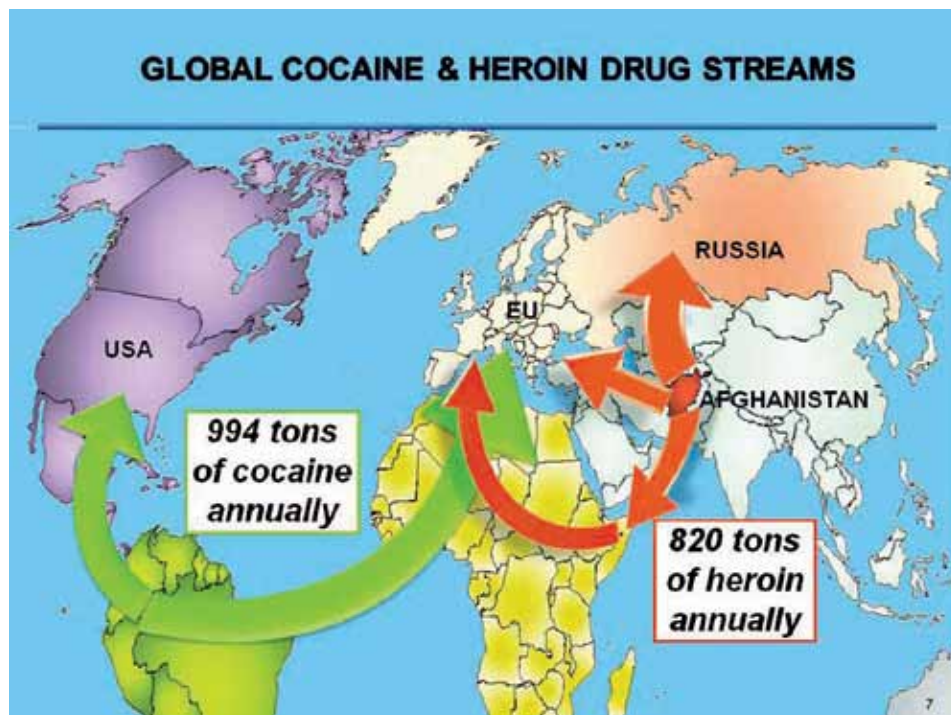 GLOBAL COCAINE & HEROIN DRUG STREAMS
RUSSIA
EU
USA
AFGHANISTAN
994 tons
of cocaine
annually
820 tons
of heroin
annually
7